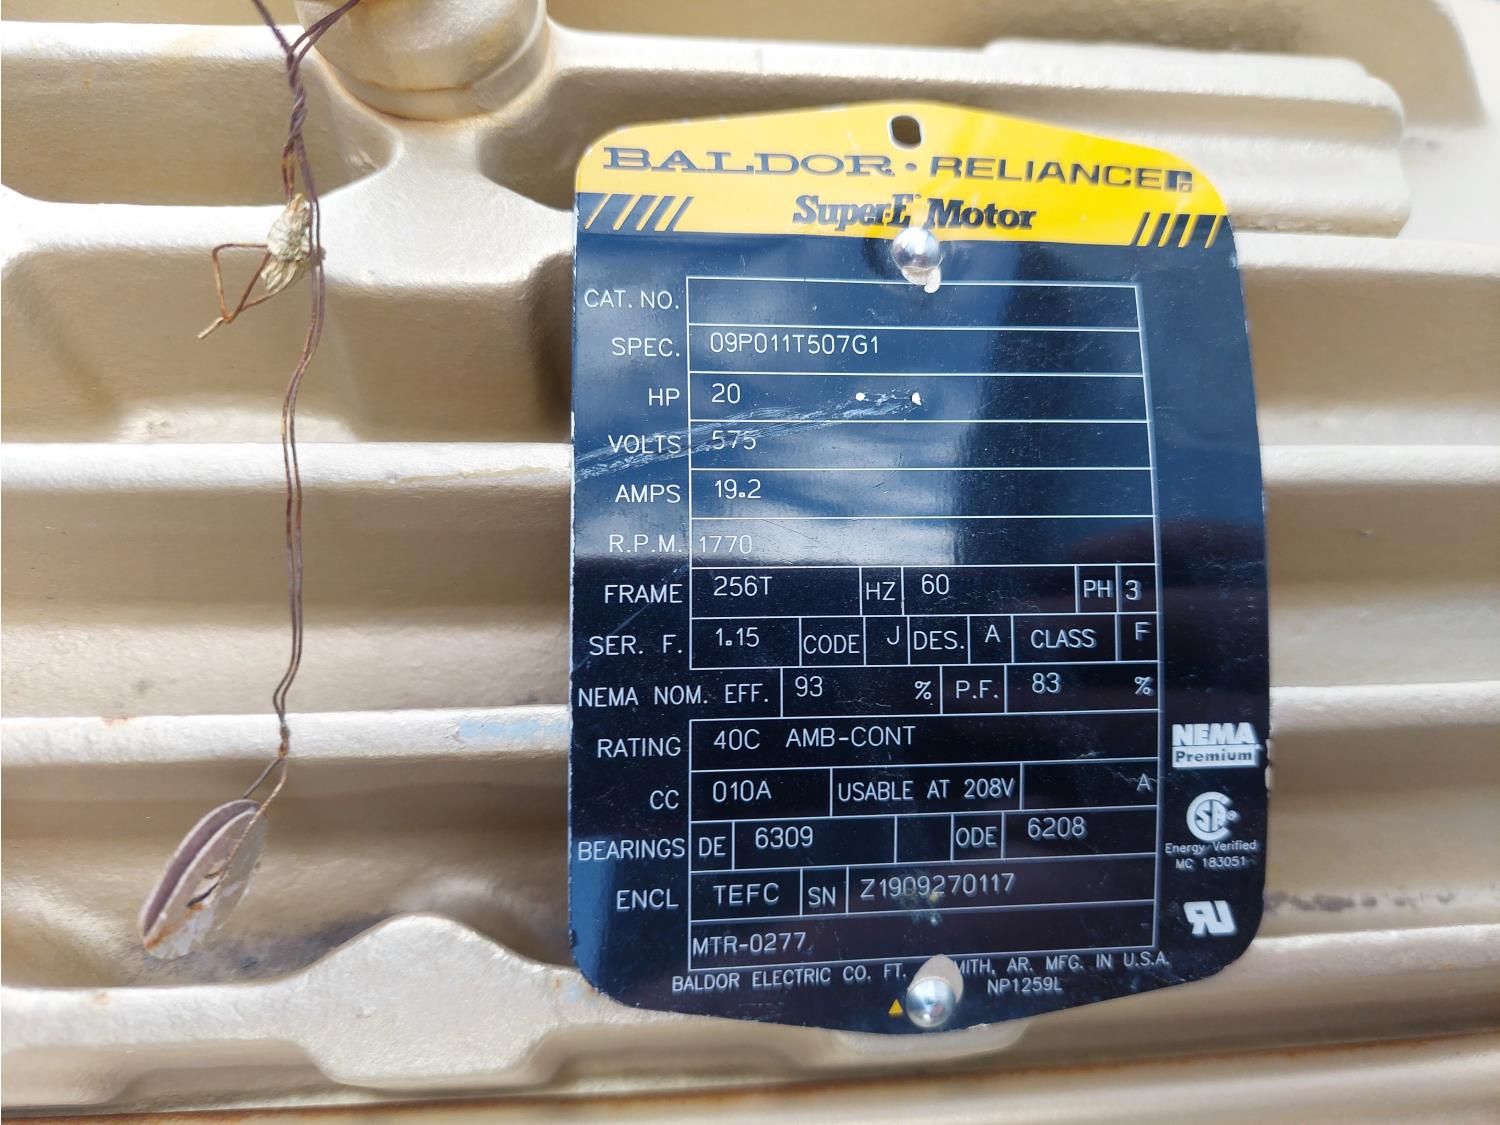 BALDOR • RELIANCE
Super-E Motor
CAT. NO.
SPEC. 09P011T507G1
HP 20
VOLTS 575
AMPS 19.2
R.P.M. 1770
FRAME 256T HZ 60 PH 3
SER. F. 1.15 CODE J DES. A CLASS F
NEMA NOM. EFF. 93 % P.F. 83 %
RATING 40C AMB-CONT
NEMA
Premium
CC 010A USABLE AT 208V A
BEARINGS DE 6309 ODE 6208
SA
Energy Verified
MC 183051
ENCL TEFC SN Z1909270117
MTR-0277
BALDOR ELECTRIC CO. FT. MITH, AR. MFG. IN U.S.A.
NP1259L